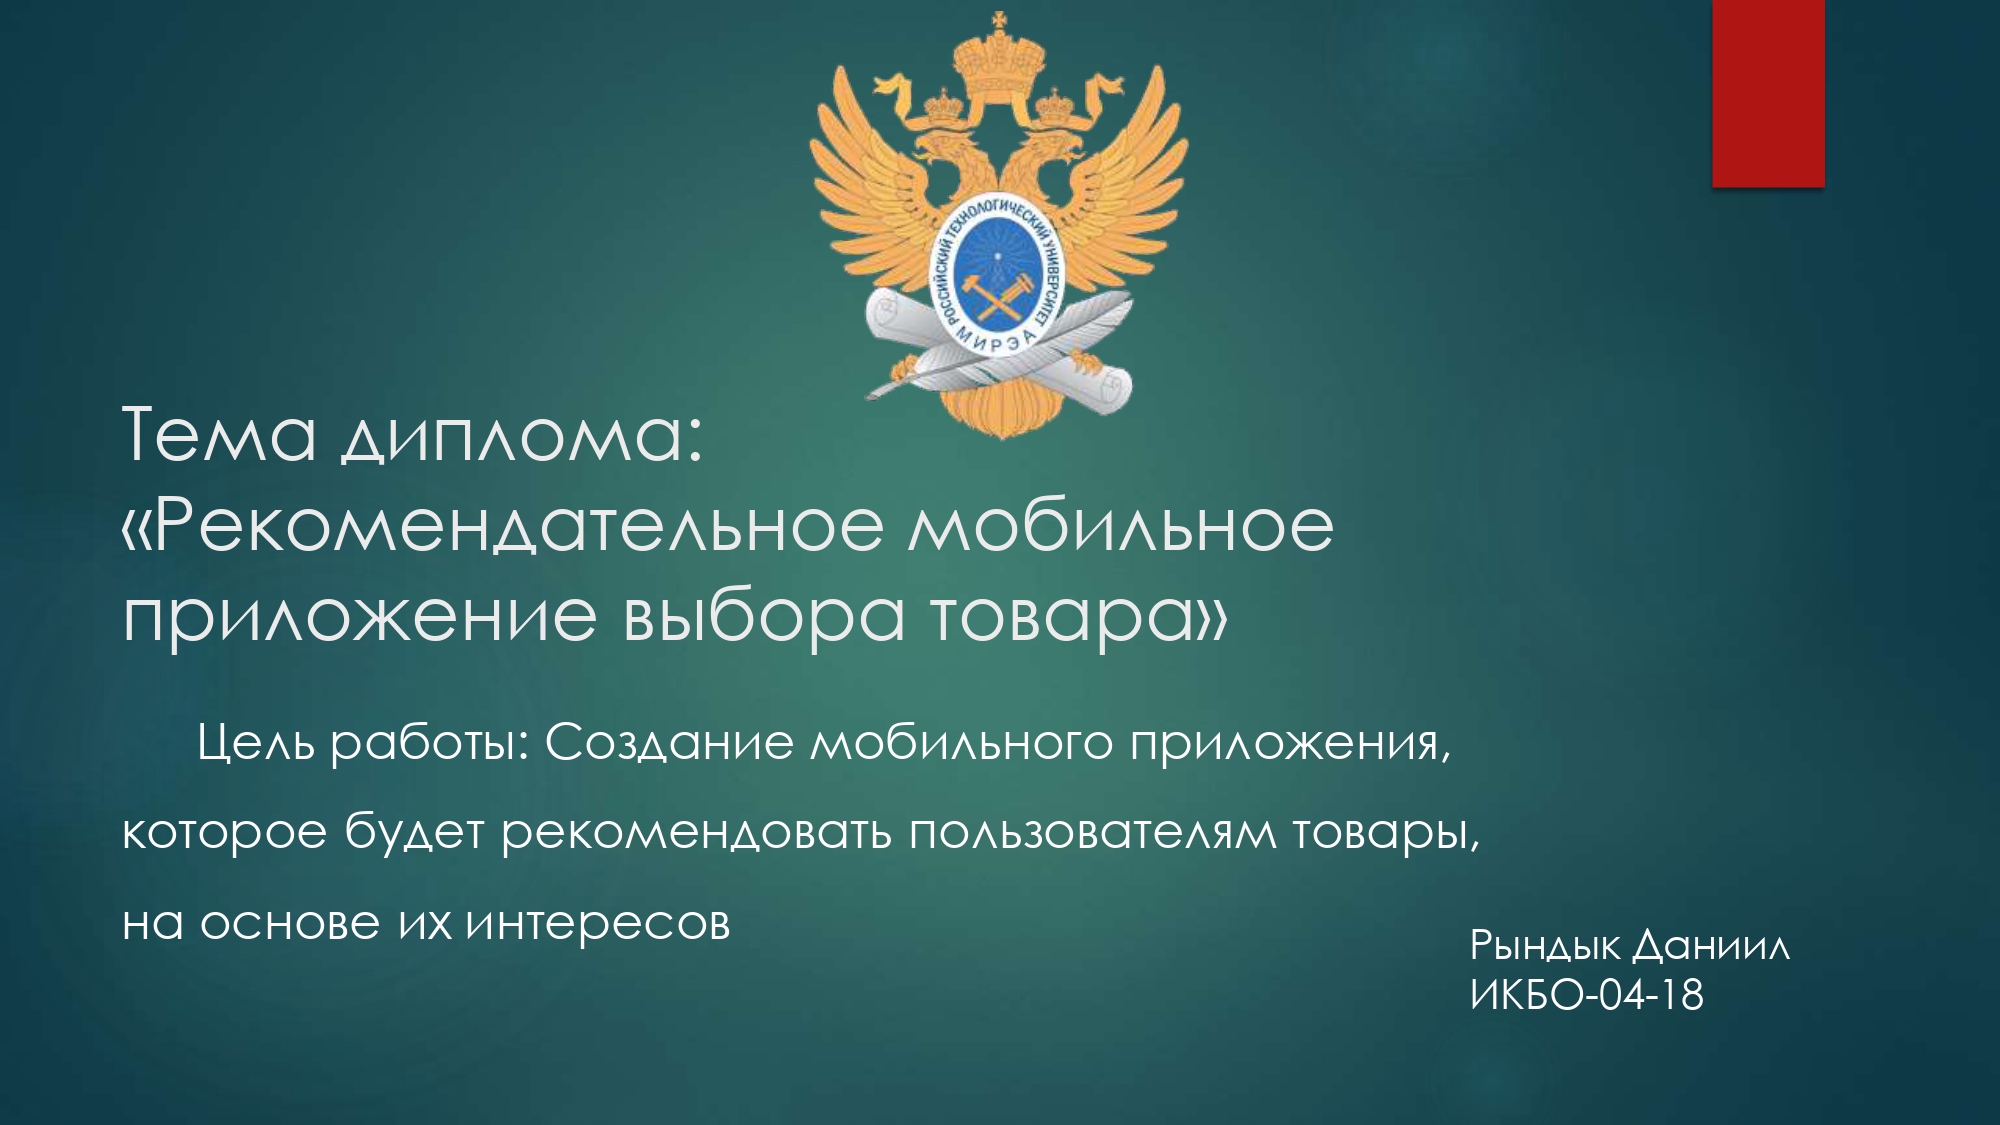 РОССИЙСКИЙ ТЕХНОЛОГИЧЕСКИЙ УНИВЕРСИТЕТ
МИРЭА
Тема диплома:
«Рекомендательное мобильное
приложение выбора товара»
Цель работы: Создание мобильного приложения,
которое будет рекомендовать пользователям товары,
на основе их интересов
Рындык Даниил
ИКБО-04-18